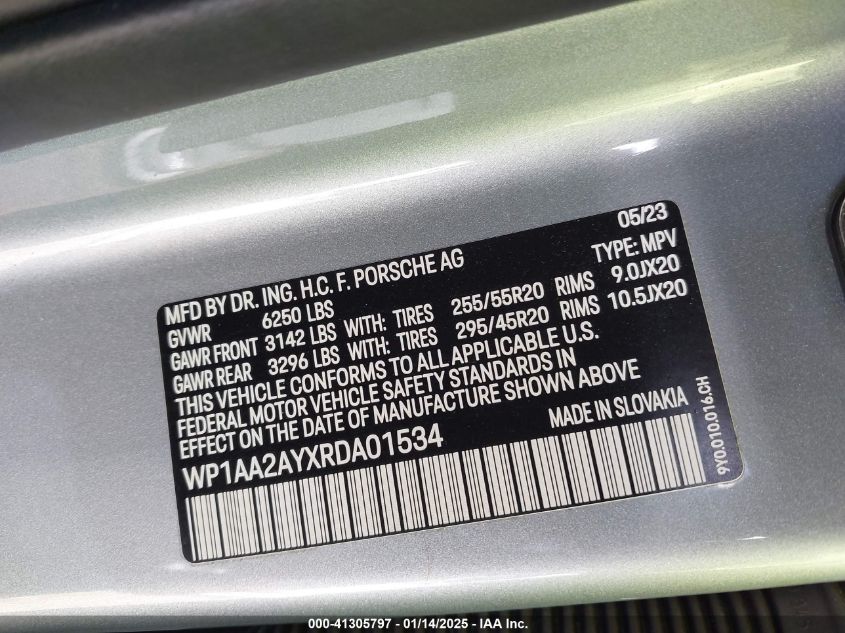 05/23
MFD BY DR. ING. H.C. F. PORSCHE AG TYPE: MPV
GVWR 6250 LBS
GAWR FRONT 3142 LBS WITH: TIRES 255/55R20 RIMS 9.0JX20
GAWR REAR 3296 LBS WITH: TIRES 295/45R20 RIMS 10.5JX20
THIS VEHICLE CONFORMS TO ALL APPLICABLE U.S.
FEDERAL MOTOR VEHICLE SAFETY STANDARDS IN
EFFECT ON THE DATE OF MANUFACTURE SHOWN ABOVE
WP1AA2AYXRDA01534 MADE IN SLOVAKIA
9Y0.010.016.CH
000-41305797 - 01/14/2025 - IAA Inc.